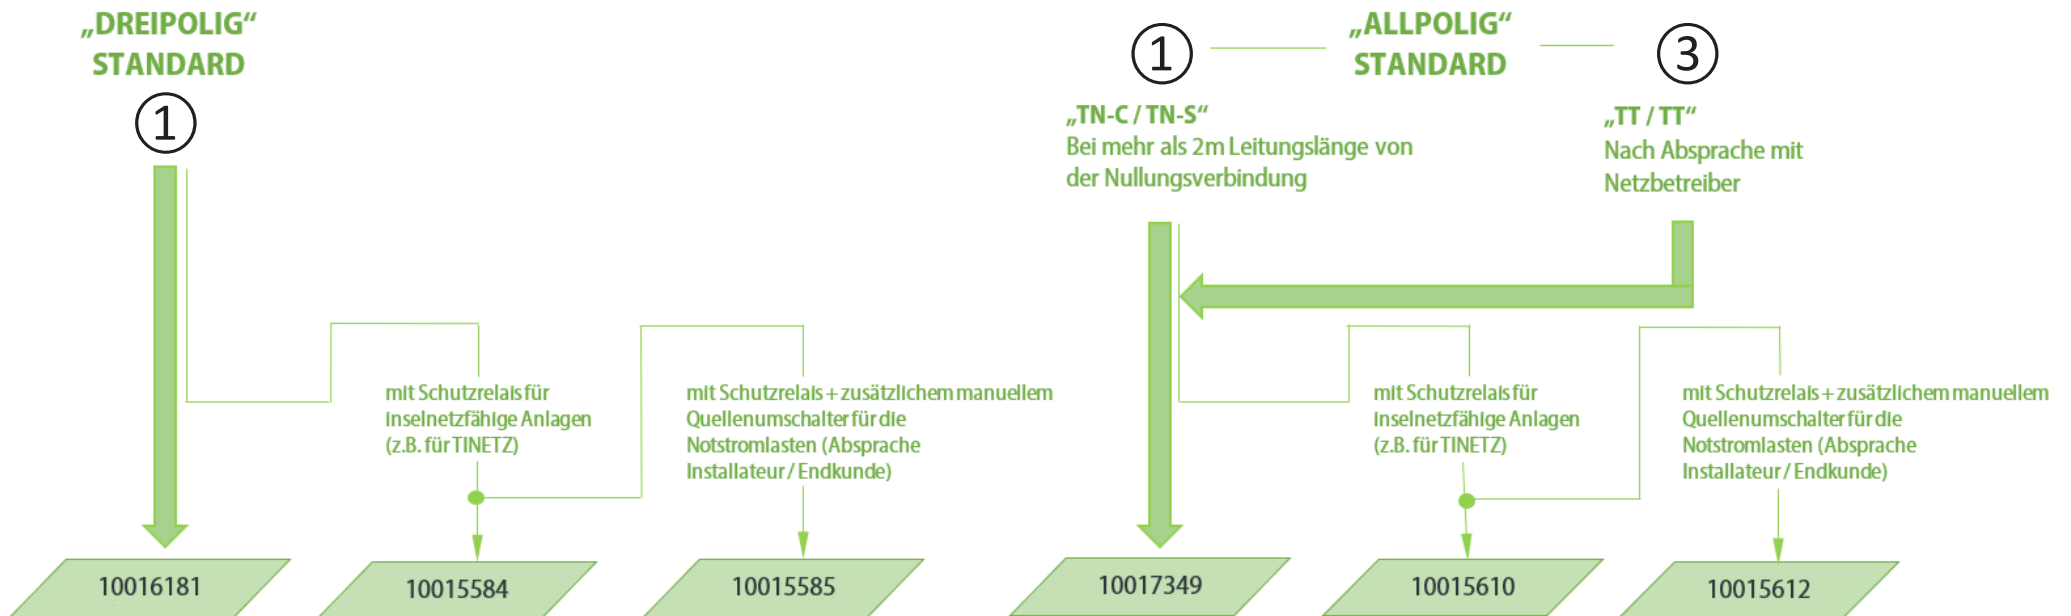 „DREIPOLIG“
STANDARD
1
„ALLPOLIG“
STANDARD
1
3
„TN-C / TN-S“
Bei mehr als 2m Leitungslänge von
der Nullungsverbindung
„TT / TT“
Nach Absprache mit
Netzbetreiber
mit Schutzrelais für
inselnetzfähige Anlagen
(z.B. für TINETZ)
mit Schutzrelais + zusätzlichem manuellem
Quellenumschalter für die
Notstromlasten (Absprache
Installateur / Endkunde)
mit Schutzrelais für
inselnetzfähige Anlagen
(z.B. für TINETZ)
mit Schutzrelais + zusätzlichem manuellem
Quellenumschalter für die
Notstromlasten (Absprache
Installateur / Endkunde)
10016181
10015584
10015585
10017349
10015610
10015612